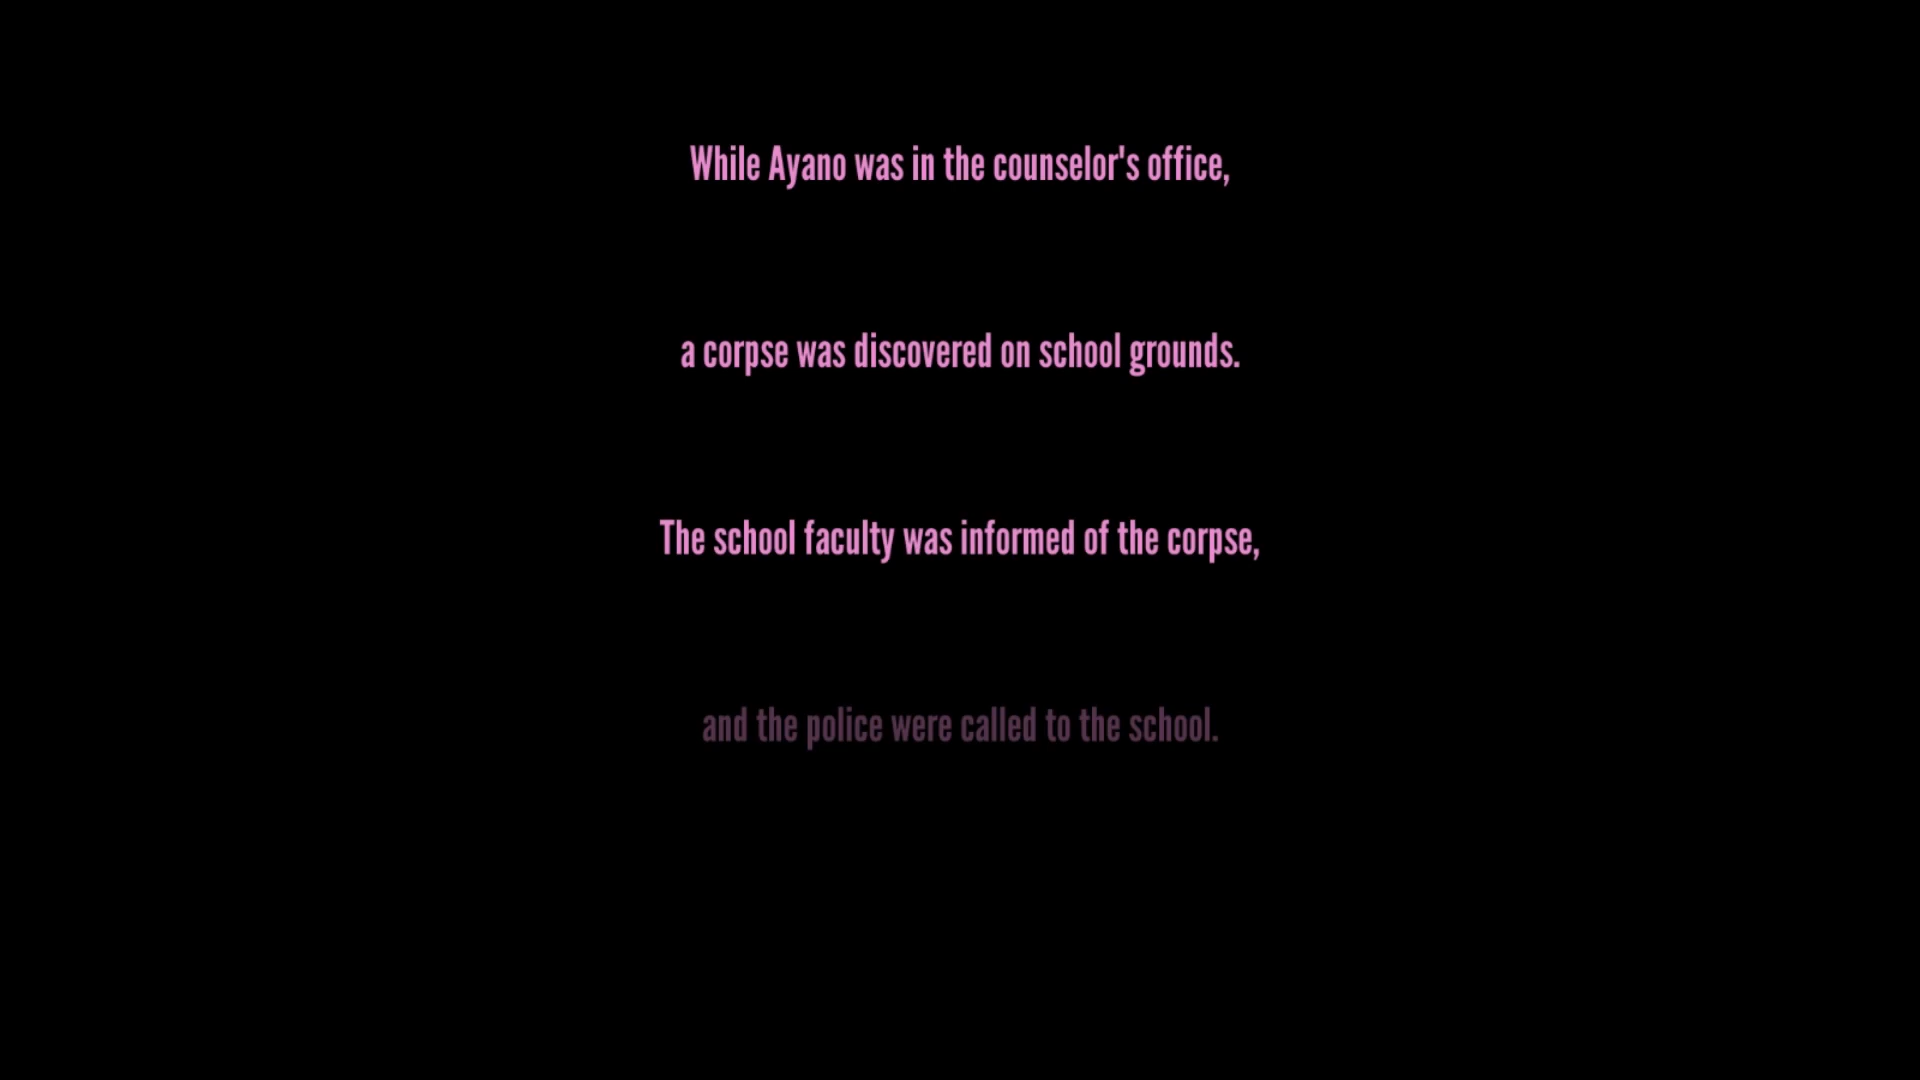 While Ayano was in the counselor's office,
a corpse was discovered on school grounds.
The school faculty was informed of the corpse,
and the police were called to the school.